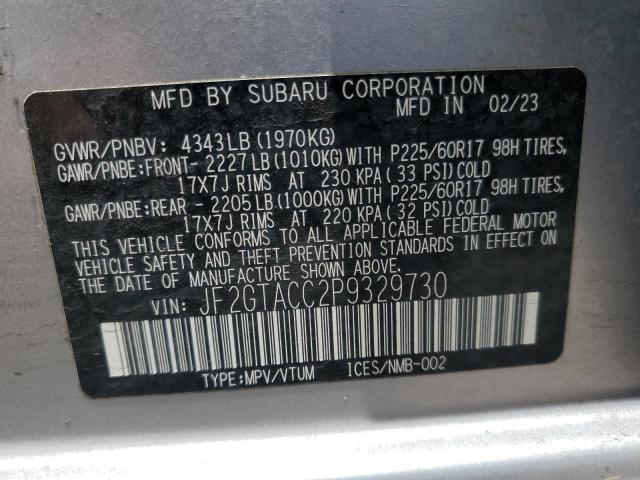 MFD BY SUBARU CORPORATION
MFD IN 02/23
GVWR/PNBV: 4343LB (1970KG)
GAWR/PNBE:FRONT- 2227 LB (1010KG) WITH P225/60R17 98H TIRES,
17X7J RIMS AT 230 KPA (33 PSI) COLD
GAWR/PNBE:REAR - 2205 LB (1000KG) WITH P225/60R17 98H TIRES,
17X7J RIMS AT 220 KPA (32 PSI) COLD
THIS VEHICLE CONFORMS TO ALL APPLICABLE FEDERAL MOTOR
VEHICLE SAFETY AND THEFT PREVENTION STANDARDS IN EFFECT ON
THE DATE OF MANUFACTURE SHOWN ABOVE.
VIN: JF2GTACC2P9329730
TYPE:MPV/VTUM ICES/NMB-002